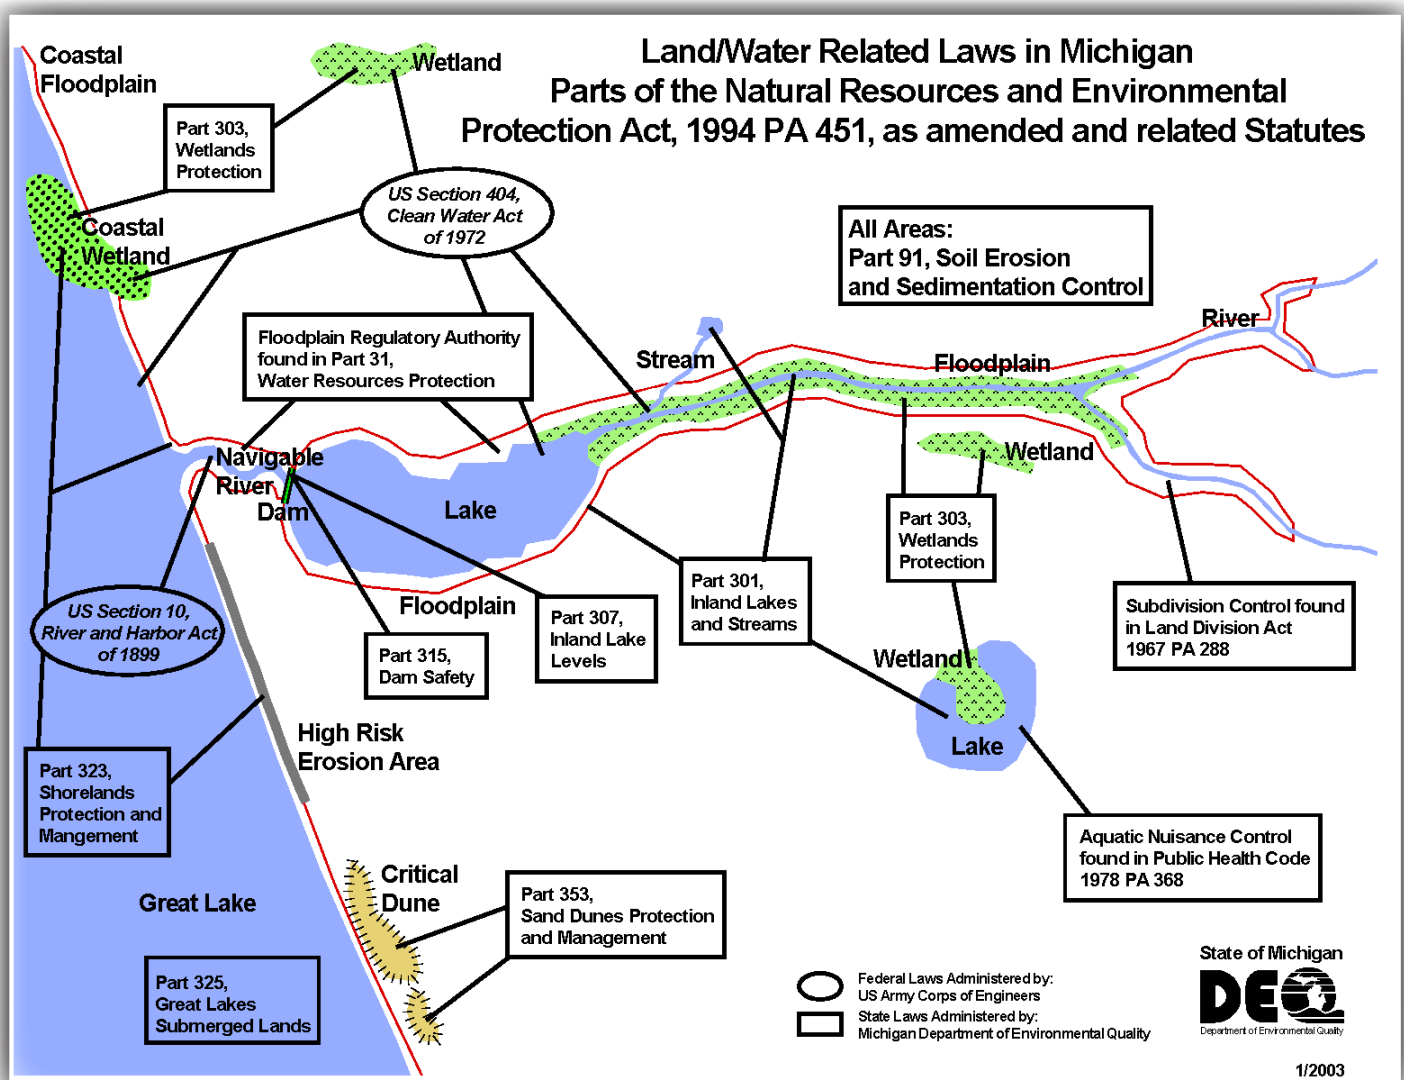 Land/Water Related Laws in Michigan
Parts of the Natural Resources and Environmental
Protection Act, 1994 PA 451, as amended and related Statutes
Coastal
Floodplain
Wetland
Part 303,
Wetlands
Protection
US Section 404,
Clean Water Act
of 1972
Coastal
Wetland
All Areas:
Part 91, Soil Erosion
and Sedimentation Control
Floodplain Regulatory Authority
found in Part 31,
Water Resources Protection
Stream
Floodplain
River
Navigable
River
Dam
Lake
Wetland
Part 303,
Wetlands
Protection
US Section 10,
River and Harbor Act
of 1899
Floodplain
Part 315,
Dam Safety
Part 307,
Inland Lake
Levels
Part 301,
Inland Lakes
and Streams
Subdivision Control found
in Land Division Act
1967 PA 288
Wetland
Lake
High Risk
Erosion Area
Part 323,
Shorelands
Protection and
Mangement
Aquatic Nuisance Control
found in Public Health Code
1978 PA 368
Great Lake
Critical
Dune
Part 353,
Sand Dunes Protection
and Management
Part 325,
Great Lakes
Submerged Lands
Federal Laws Administered by:
US Army Corps of Engineers
State Laws Administered by:
Michigan Department of Environmental Quality
State of Michigan
DEQ
Department of Environmental Quality
1/2003